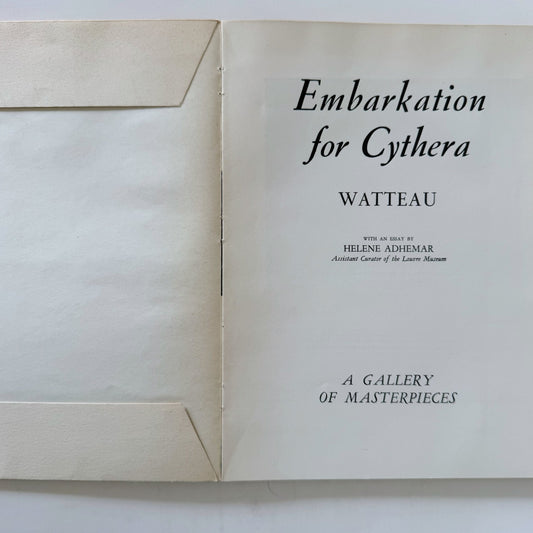 Embarkation
for Cythera
WATTEAU
WITH AN ESSAY BY
HELENE ADHEMAR
Assistant Curator of the Louvre Museum
A GALLERY
OF MASTERPIECES